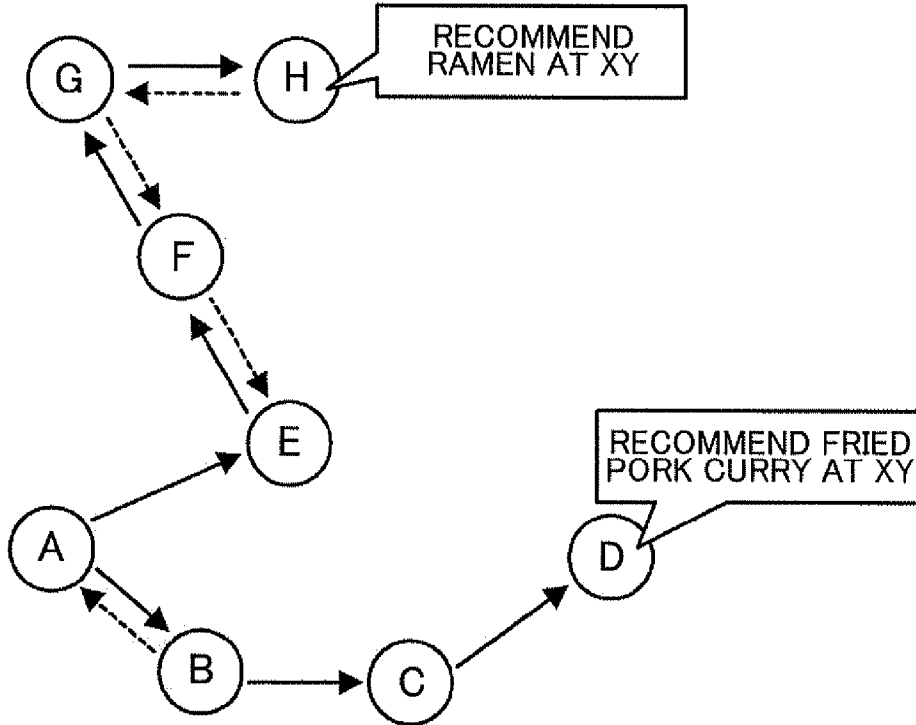 RECOMMEND
RAMEN AT XY
G
H
F
E
RECOMMEND FRIED
PORK CURRY AT XY
A
D
B
C